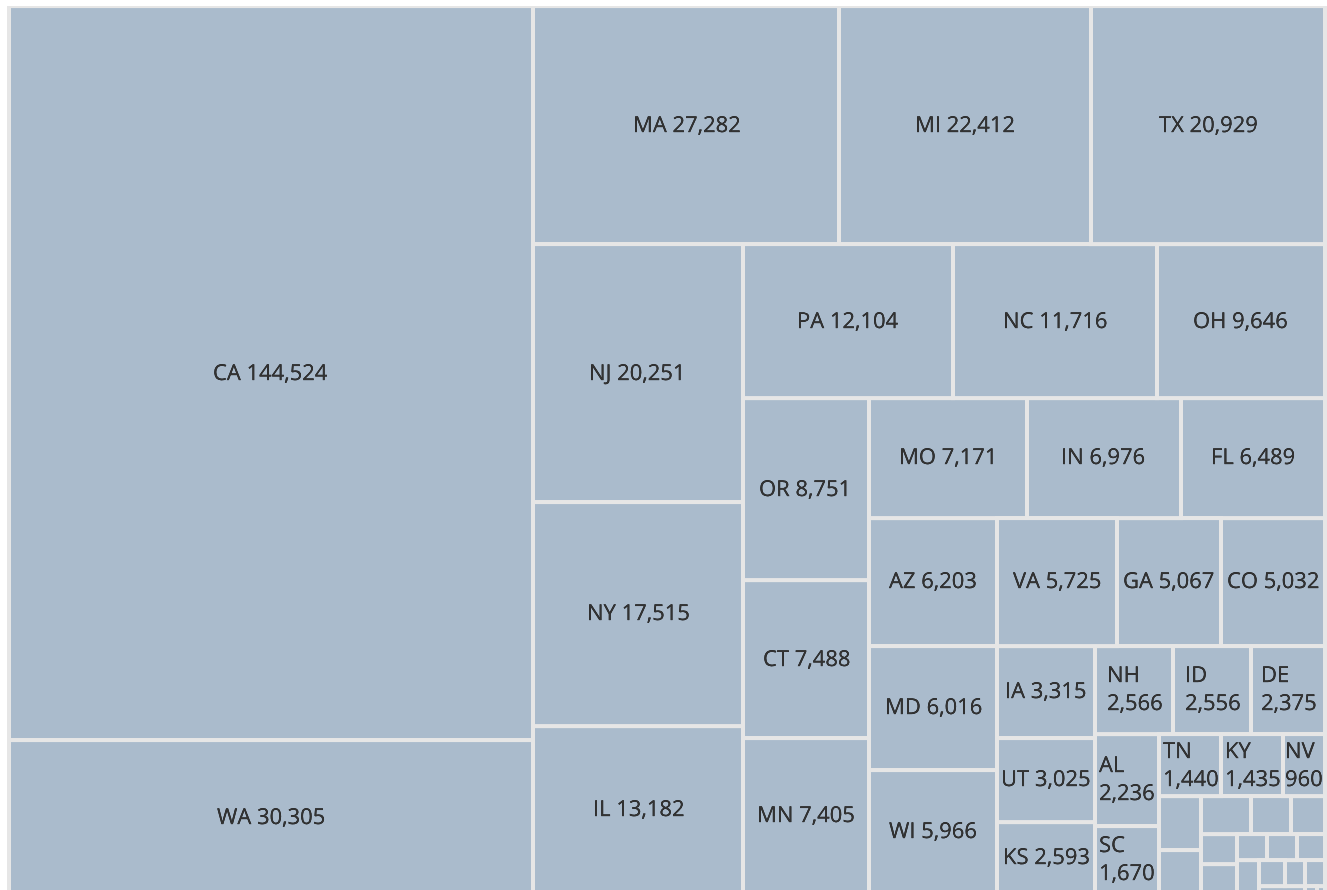 CA 144,524
WA 30,305
MA 27,282
MI 22,412
TX 20,929
NJ 20,251
NY 17,515
IL 13,182
PA 12,104
NC 11,716
OH 9,646
OR 8,751
CT 7,488
MN 7,405
MO 7,171
IN 6,976
FL 6,489
AZ 6,203
VA 5,725
GA 5,067
CO 5,032
MD 6,016
WI 5,966
IA 3,315
UT 3,025
KS 2,593
NH
2,566
ID
2,556
DE
2,375
AL
2,236
SC
1,670
TN
1,440
KY
1,435
NV
960